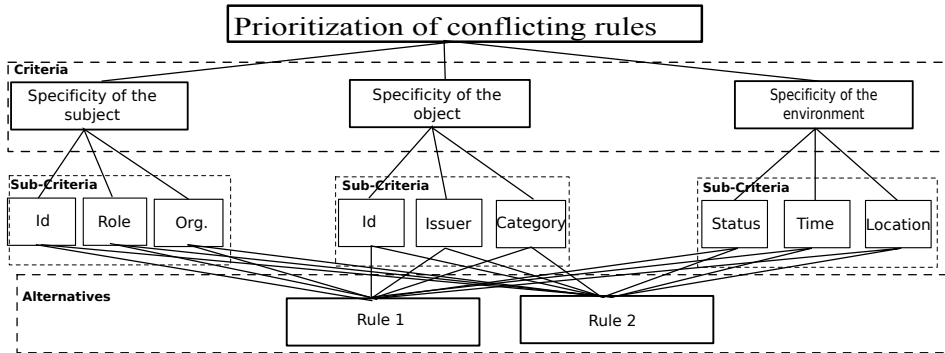 Prioritization of conflicting rules
Criteria
Specificity of the
subject
Specificity of the
object
Specificity of the
environment
Sub-Criteria
Id
Role
Org.
Sub-Criteria
Id
Issuer
Category
Sub-Criteria
Status
Time
Location
Alternatives
Rule 1
Rule 2